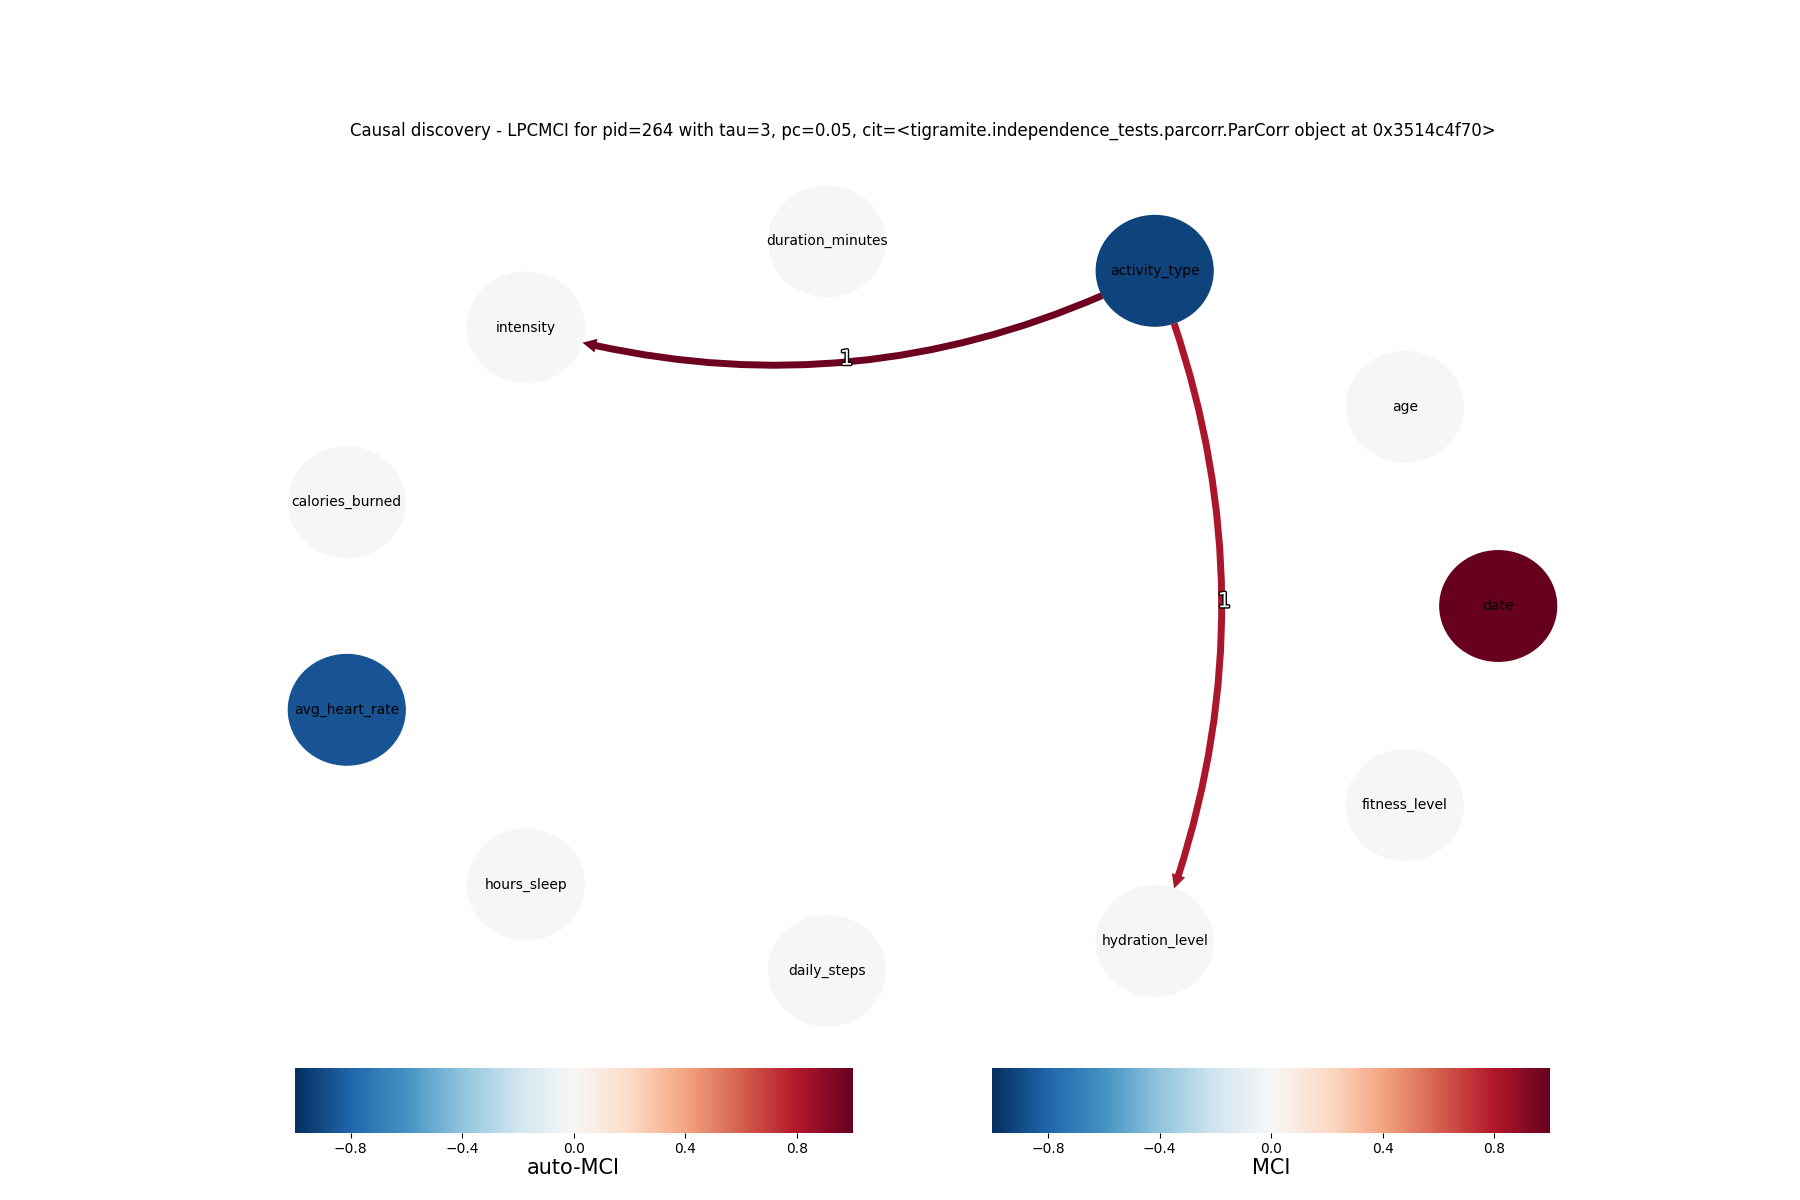 Causal discovery - LPCMCI for pid=264 with tau=3, pc=0.05, cit=<tigramite.independence_tests.parcorr.ParCorr object at 0x3514c4f70>
duration_minutes
activity_type
intensity
1
age
calories_burned
1
date
avg_heart_rate
fitness_level
hours_sleep
hydration_level
daily_steps
−0.8 −0.4 0.0 0.4 0.8
auto-MCI
−0.8 −0.4 0.0 0.4 0.8
MCI